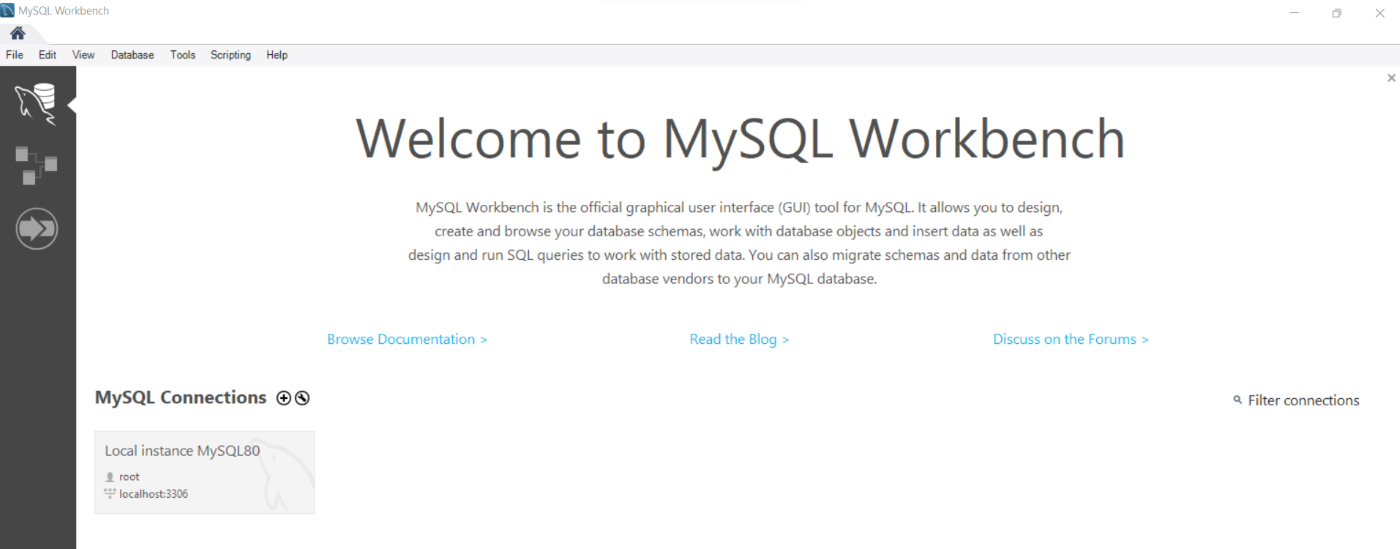 MySQL Workbench
File Edit View Database Tools Scripting Help
Welcome to MySQL Workbench
MySQL Workbench is the official graphical user interface (GUI) tool for MySQL. It allows you to design,
create and browse your database schemas, work with database objects and insert data as well as
design and run SQL queries to work with stored data. You can also migrate schemas and data from other
database vendors to your MySQL database.
Browse Documentation > Read the Blog > Discuss on the Forums >
MySQL Connections Filter connections
Local instance MySQL80
root
localhost:3306